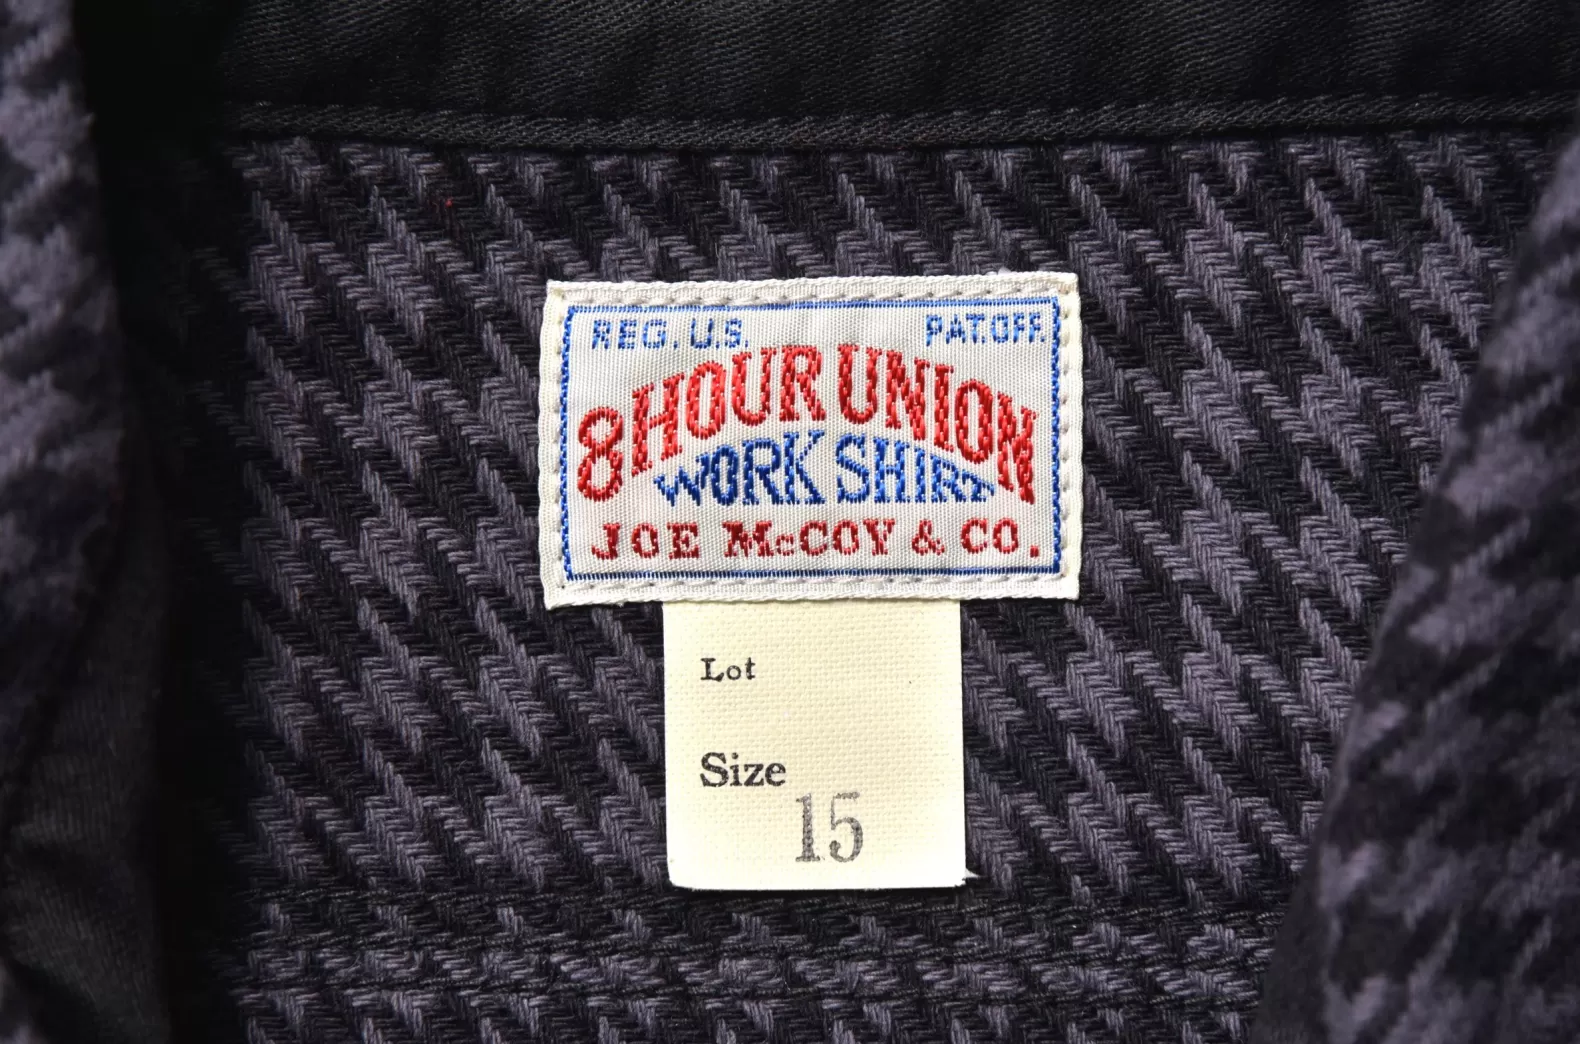 REG. U.S. PAT.OFF.
8 HOUR UNION
WORK SHIRT
JOE McCOY & CO.
Lot
Size
15